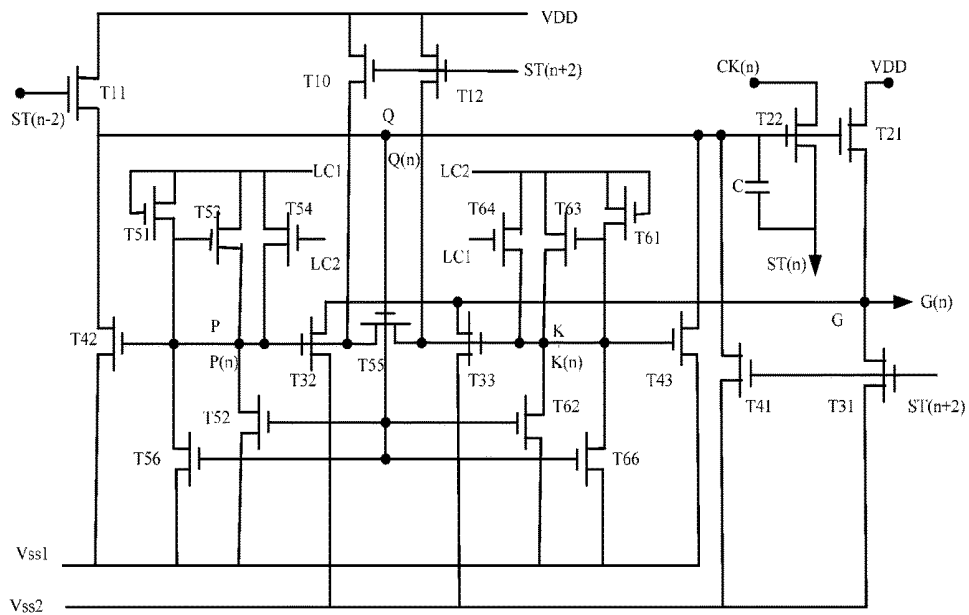 VDD
T11
T10
T12
ST(n+2)
CK(n)
VDD
ST(n-2)
Q
T22
T21
Q(n)
LC1
LC2
C
T51
T53
T54
T64
T63
T61
LC2
LC1
ST(n)
G(n)
G
T42
P
K
P(n)
T32
T55
T33
K(n)
T43
T41
T31
ST(n+2)
T52
T62
T56
T66
Vss1
Vss2